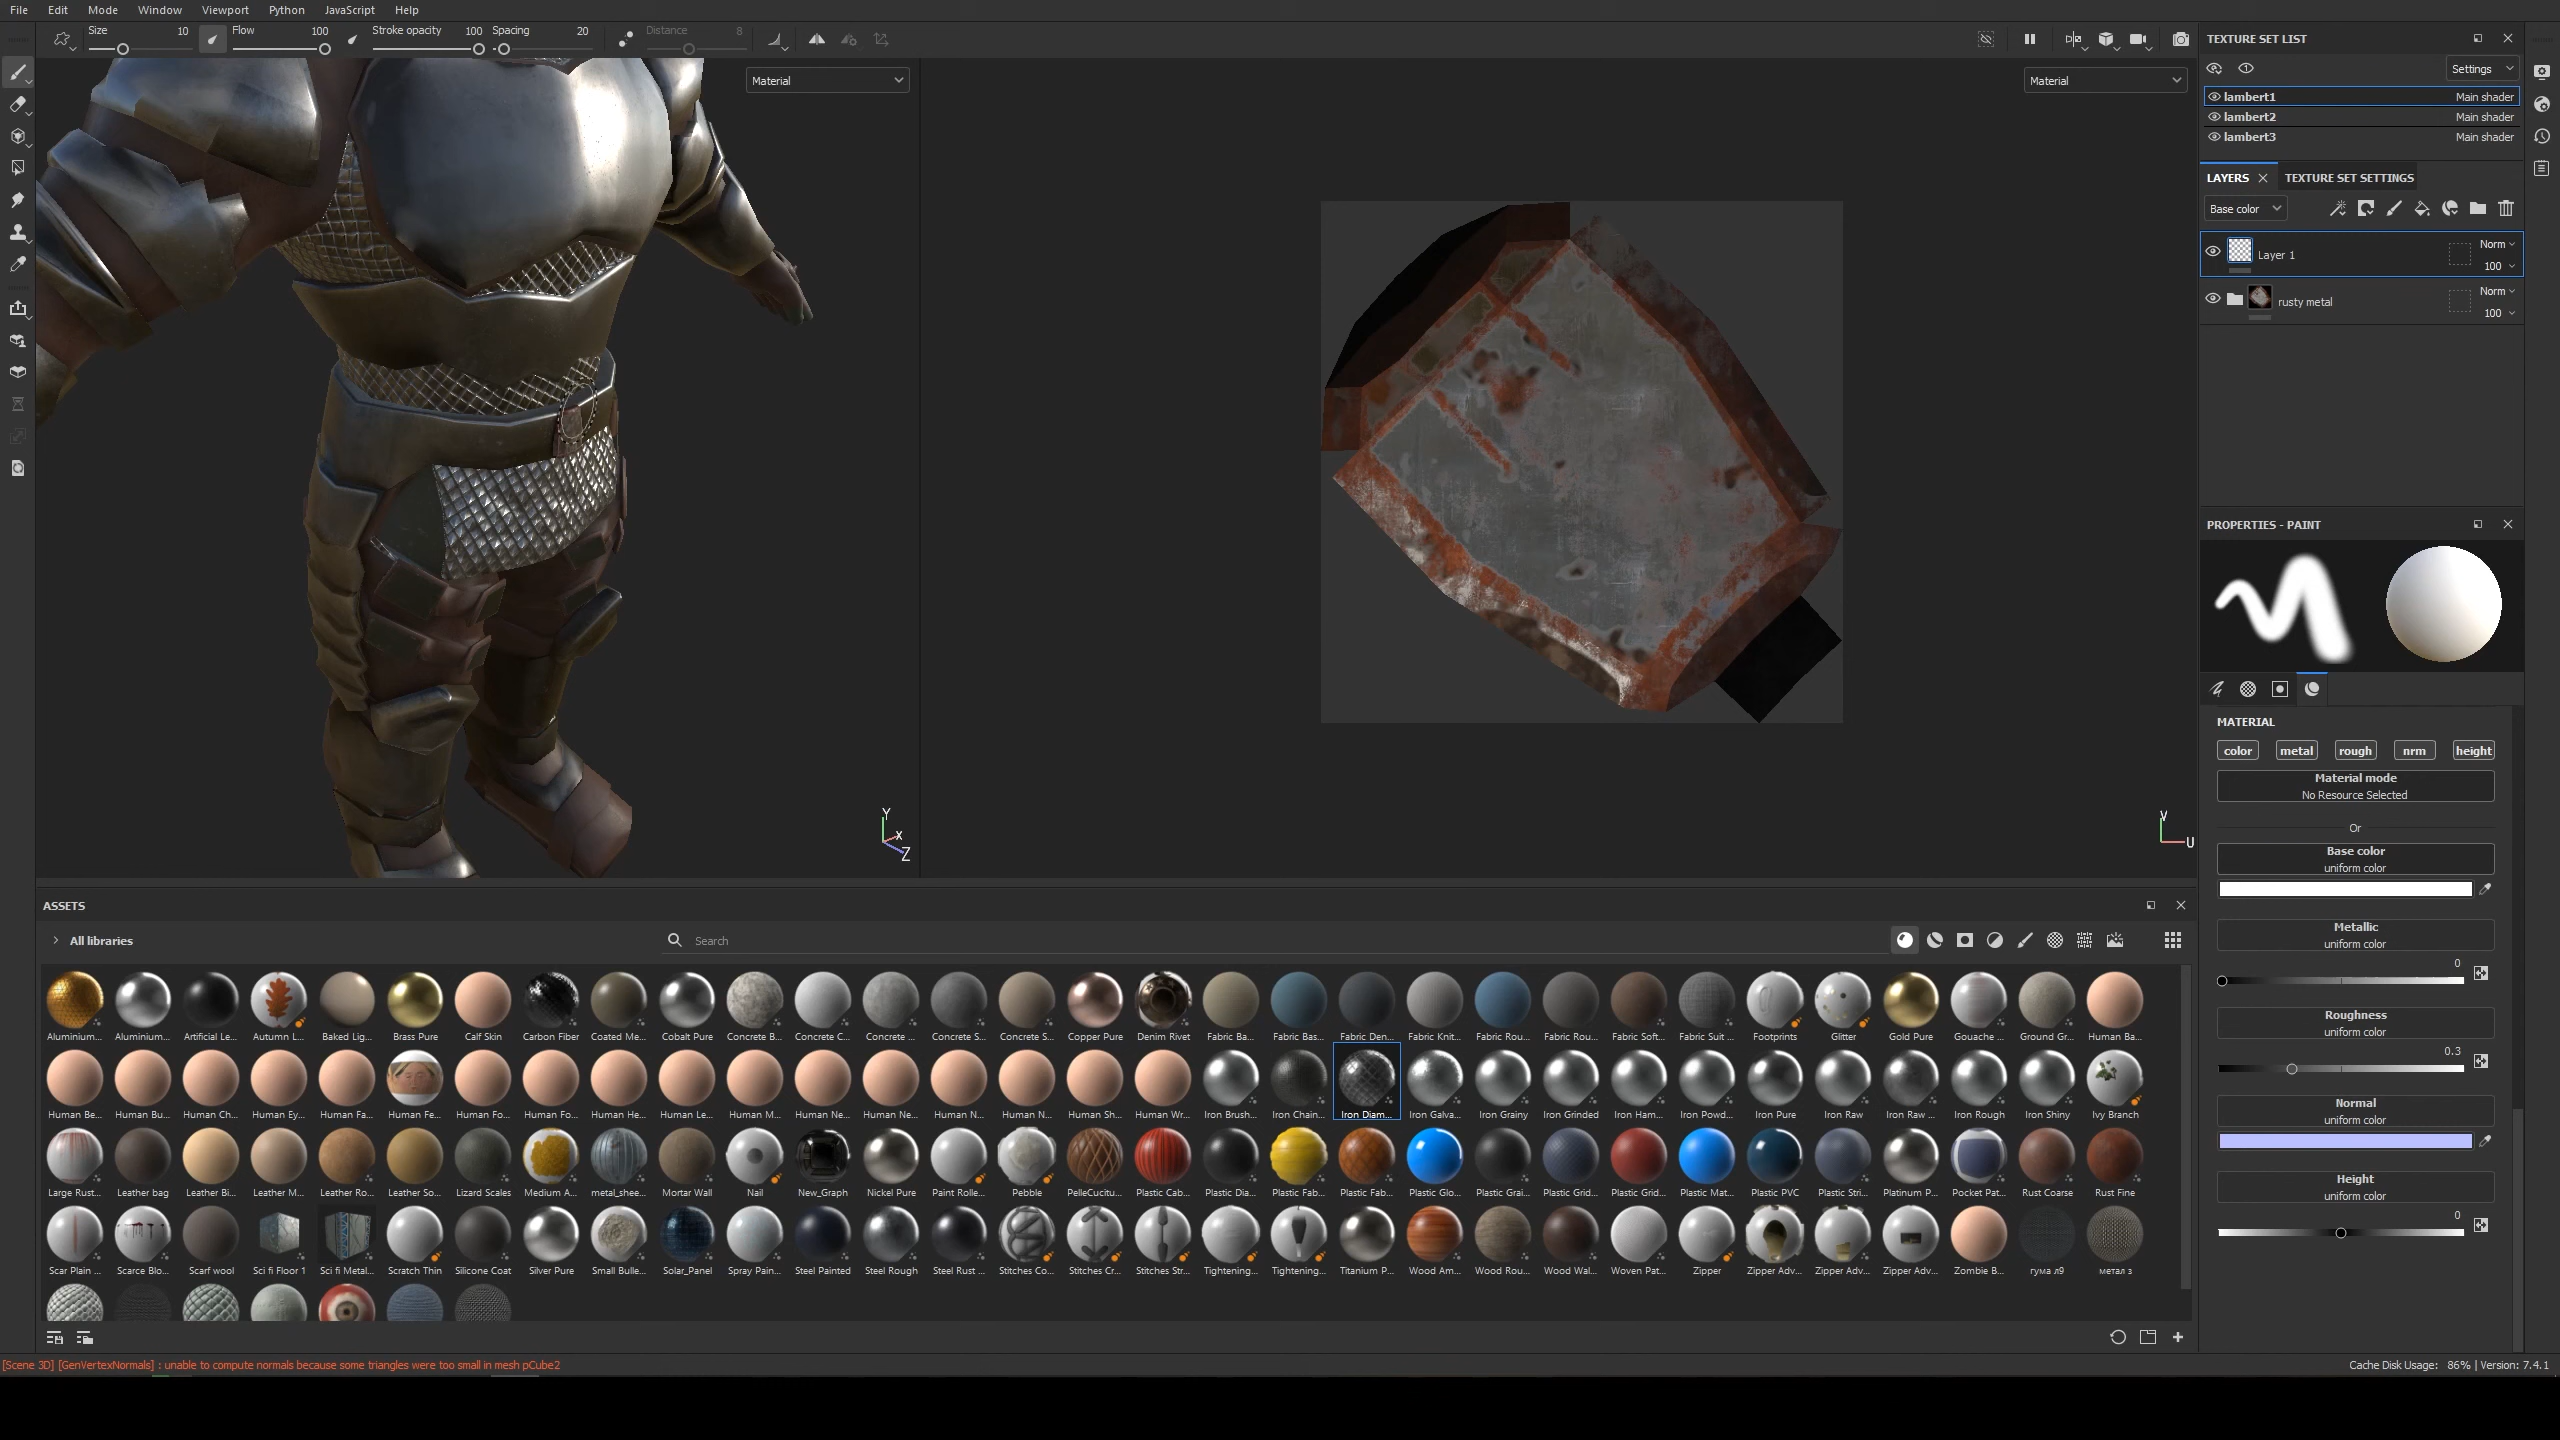 File Edit Mode Window Viewport Python JavaScript Help
Size 10 Flow 100 Stroke opacity 100 Spacing 20 Distance 8
Material
Material
Y
X
Z
V
U
TEXTURE SET LIST
Settings
lambert1 Main shader
lambert2 Main shader
lambert3 Main shader
LAYERS TEXTURE SET SETTINGS
Base color
Layer 1 Norm
100
rusty metal Norm
100
PROPERTIES - PAINT
MATERIAL
color metal rough nrm height
Material mode
No Resource Selected
Or
Base color
uniform color
Metallic
uniform color
0
Roughness
uniform color
0.3
Normal
uniform color
Height
uniform color
0
ASSETS
All libraries
Search
Aluminium... Aluminium... Artificial Le... Autumn L... Baked Lig... Brass Pure Calf Skin Carbon Fiber Coated Me... Cobalt Pure Concrete B... Concrete C... Concrete ... Concrete S... Concrete S... Copper Pure Denim Rivet Fabric Ba... Fabric Bas... Fabric Den... Fabric Knit... Fabric Rou... Fabric Rou... Fabric Soft... Fabric Suit ... Footprints Glitter Gold Pure Gouache ... Ground Gr... Human Ba...
Human Be... Human Bu... Human Ch... Human Ey... Human Fa... Human Fe... Human Fo... Human Fo... Human He... Human Le... Human M... Human Ne... Human Ne... Human N... Human N... Human Sh... Human Wr... Iron Brush... Iron Chain... Iron Diam... Iron Galva... Iron Grainy Iron Grinded Iron Ham... Iron Powd... Iron Pure Iron Raw Iron Raw ... Iron Rough Iron Shiny Ivy Branch
Large Rust... Leather bag Leather Bi... Leather M... Leather Ro... Leather So... Lizard Scales Medium A... metal_shee... Mortar Wall Nail New_Graph Nickel Pure Paint Rolle... Pebble PelleCucitu... Plastic Cab... Plastic Dia... Plastic Fab... Plastic Fab... Plastic Glo... Plastic Grai... Plastic Grid... Plastic Grid... Plastic Mat... Plastic PVC Plastic Stri... Platinum P... Pocket Pat... Rust Coarse Rust Fine
Scar Plain ... Scarce Blo... Scarf wool Sci fi Floor 1 Sci fi Metal... Scratch Thin Silicone Coat Silver Pure Small Bulle... Solar_Panel Spray Pain... Steel Painted Steel Rough Steel Rust ... Stitches Co... Stitches Cr... Stitches Str... Tightening... Tightening... Titanium P... Wood Am... Wood Rou... Wood Wal... Woven Pat... Zipper Zipper Adv... Zipper Adv... Zipper Adv... Zombie B... гума л9 метал з
[Scene 3D] [GenVertexNormals] : unable to compute normals because some triangles were too small in mesh pCube2
Cache Disk Usage: 86% | Version: 7.4.1